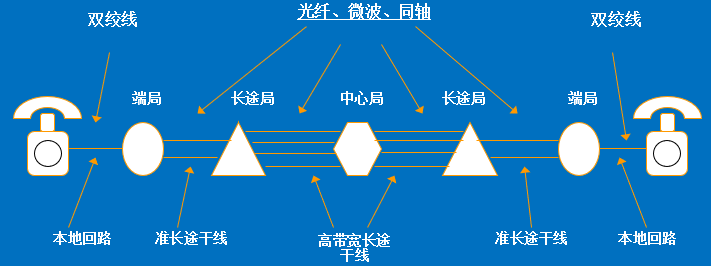 双绞线
光纤、微波、同轴
双绞线
端局
长途局
中心局
长途局
端局
本地回路
准长途干线
高带宽长途
干线
准长途干线
本地回路